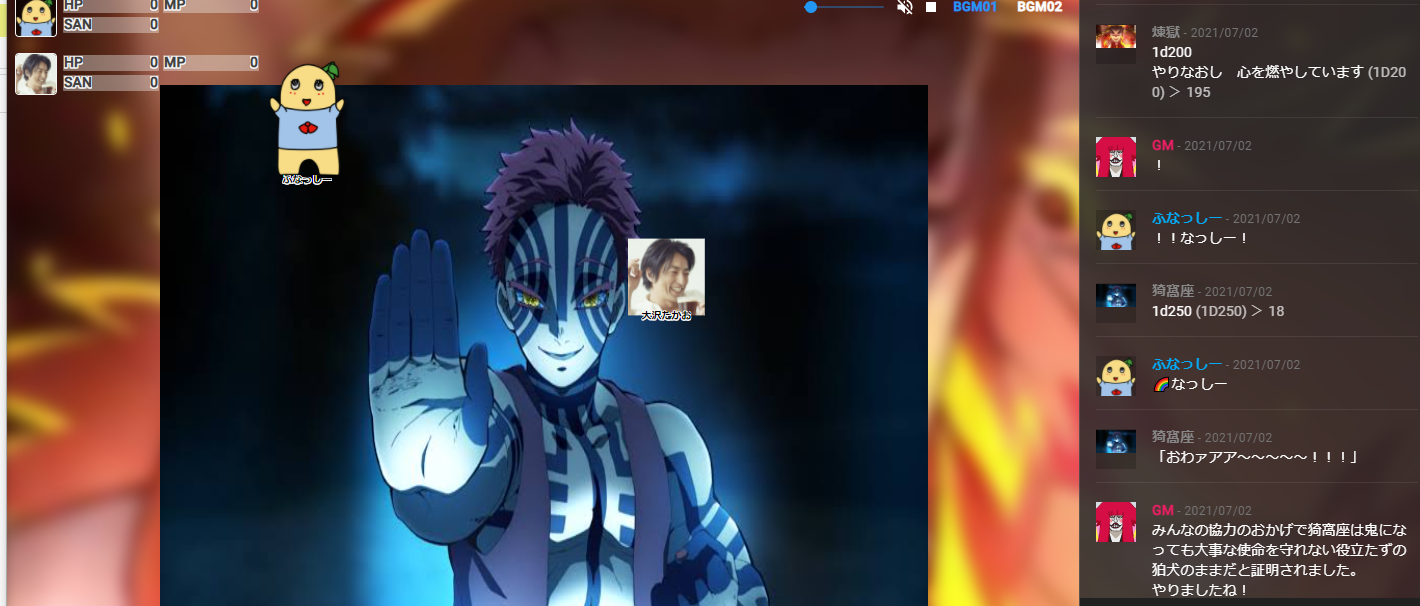 HP 0 MP 0
SAN 0
HP 0 MP 0
SAN 0
BGM01 BGM02
ふなっしー
大沢たかお
煉獄 - 2021/07/02
1d200
やりなおし　心を燃やしています (1D20
0) ＞ 195
GM - 2021/07/02
！
ふなっしー - 2021/07/02
！！なっしー！
猗窩座 - 2021/07/02
1d250 (1D250) ＞ 18
ふなっしー - 2021/07/02
🌈なっしー
猗窩座 - 2021/07/02
「おわァアア～～～～～！！！」
GM - 2021/07/02
みんなの協力のおかげで猗窩座は鬼にな
っても大事な使命を守れない役立たずの
狛犬のままだと証明されました。
やりましたね！